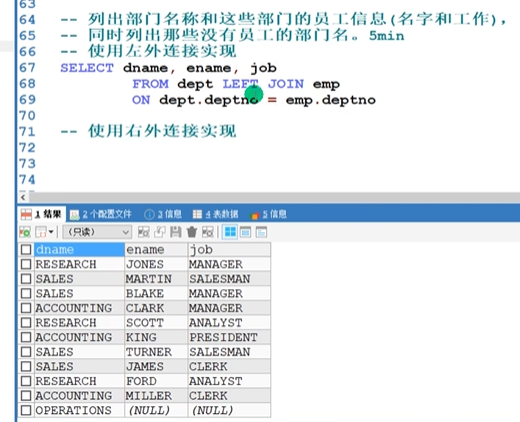 63
64 -- 列出部门名称和这些部门的员工信息(名字和工作),
65 -- 同时列出那些没有员工的部门名。5min
66 -- 使用左外连接实现
67 SELECT dname, ename, job
68 FROM dept LEFT JOIN emp
69 ON dept.deptno = emp.deptno
70
71 -- 使用右外连接实现
72
73
74
1 结果 2 个配置文件 3 信息 4 表数据 5 信息
(只读)
dname ename job
RESEARCH JONES MANAGER
SALES MARTIN SALESMAN
SALES BLAKE MANAGER
ACCOUNTING CLARK MANAGER
RESEARCH SCOTT ANALYST
ACCOUNTING KING PRESIDENT
SALES TURNER SALESMAN
SALES JAMES CLERK
RESEARCH FORD ANALYST
ACCOUNTING MILLER CLERK
OPERATIONS (NULL) (NULL)